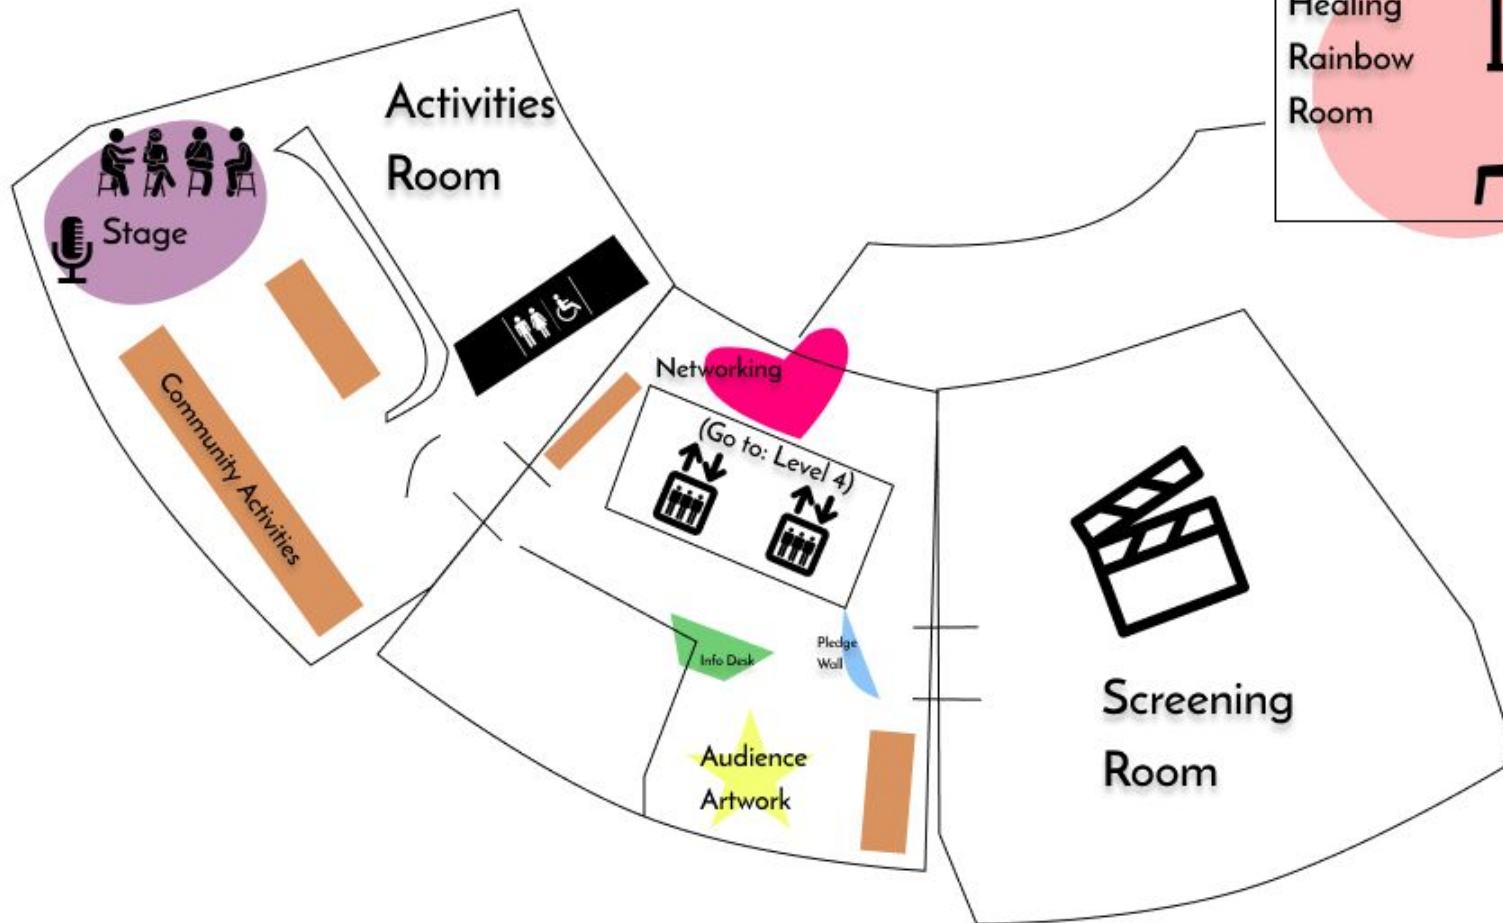 Healing
Rainbow
Room
Activities
Room
Stage
Community Activities
Networking
(Go to: Level 4)
Info Desk
Pledge
Wall
Audience
Artwork
Screening
Room